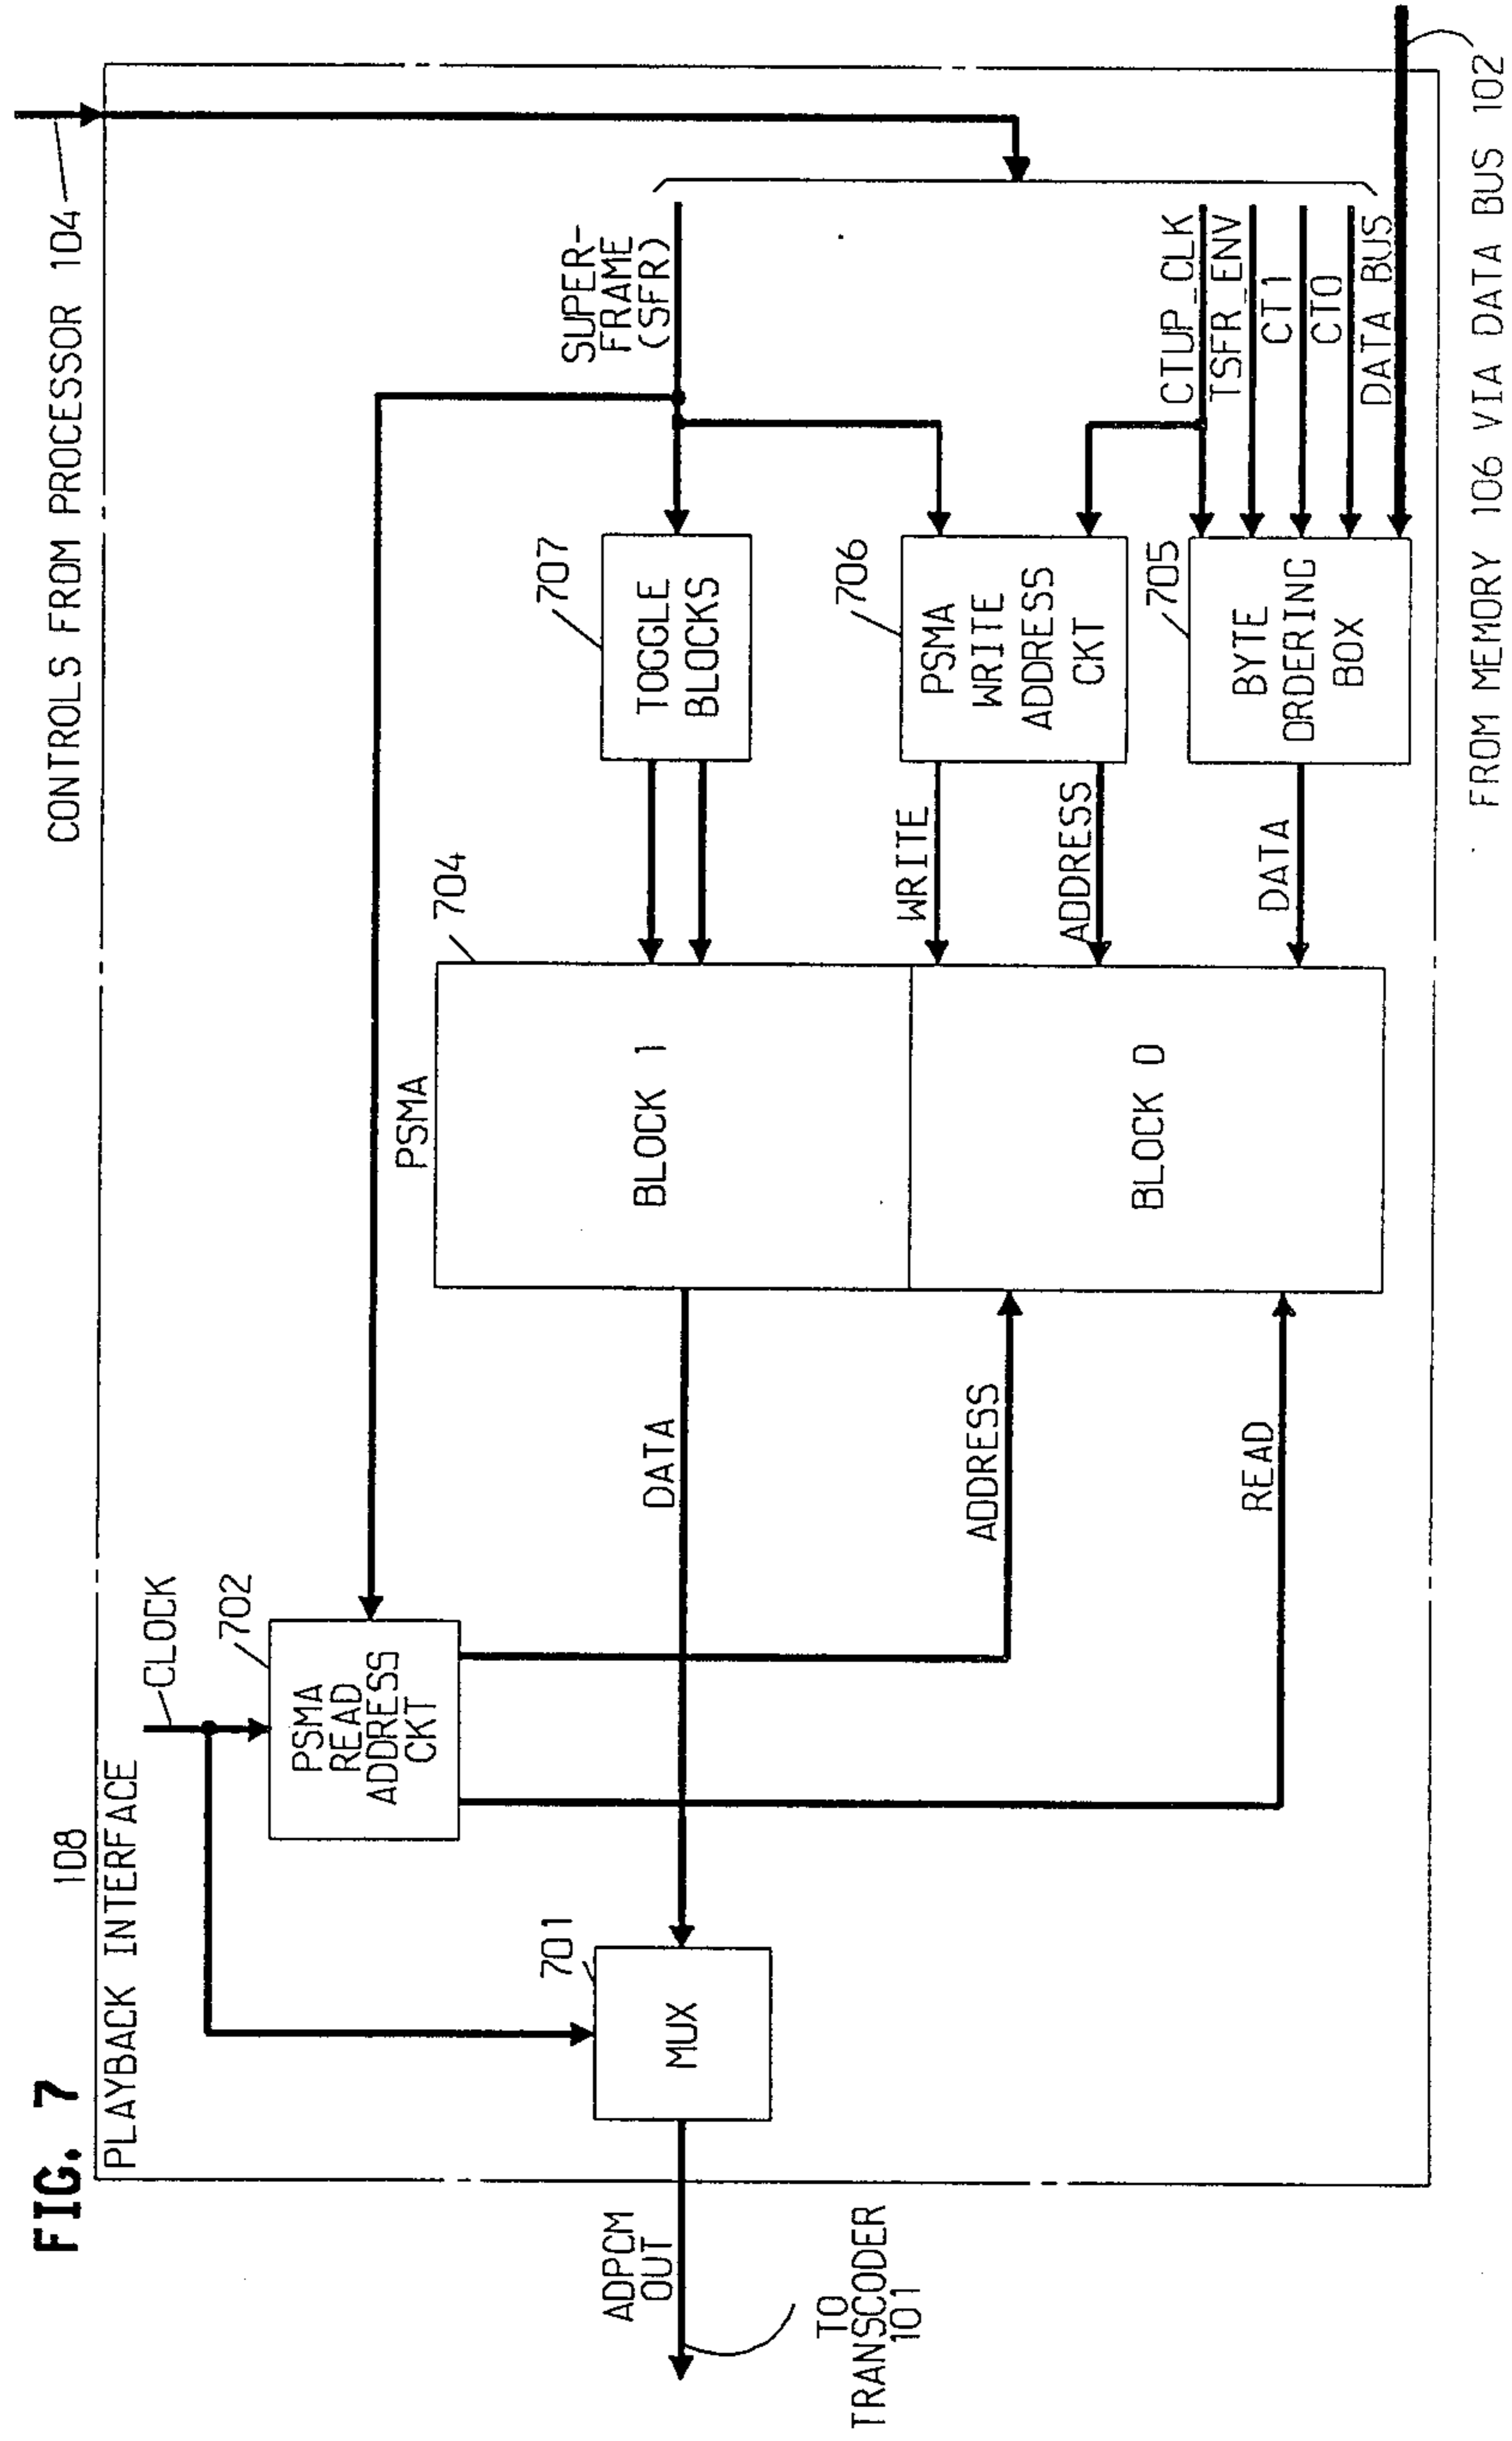 FIG. 7
108
PLAYBACK INTERFACE
CONTROLS FROM PROCESSOR 104
CLOCK
702
PSMA
READ
ADDRESS
CKT
701
MUX
ADPCM
OUT
TO
TRANSCODER
101
DATA
ADDRESS
READ
PSMA
704
BLOCK 1
BLOCK 0
707
TOGGLE
BLOCKS
WRITE
ADDRESS
DATA
706
PSMA
WRITE
ADDRESS
CKT
705
BYTE
ORDERING
BOX
SUPER-
FRAME
(SFR)
CTUP_CLK
TSFR_ENV
CT1
CT0
DATA BUS
FROM MEMORY 106 VIA DATA BUS 102